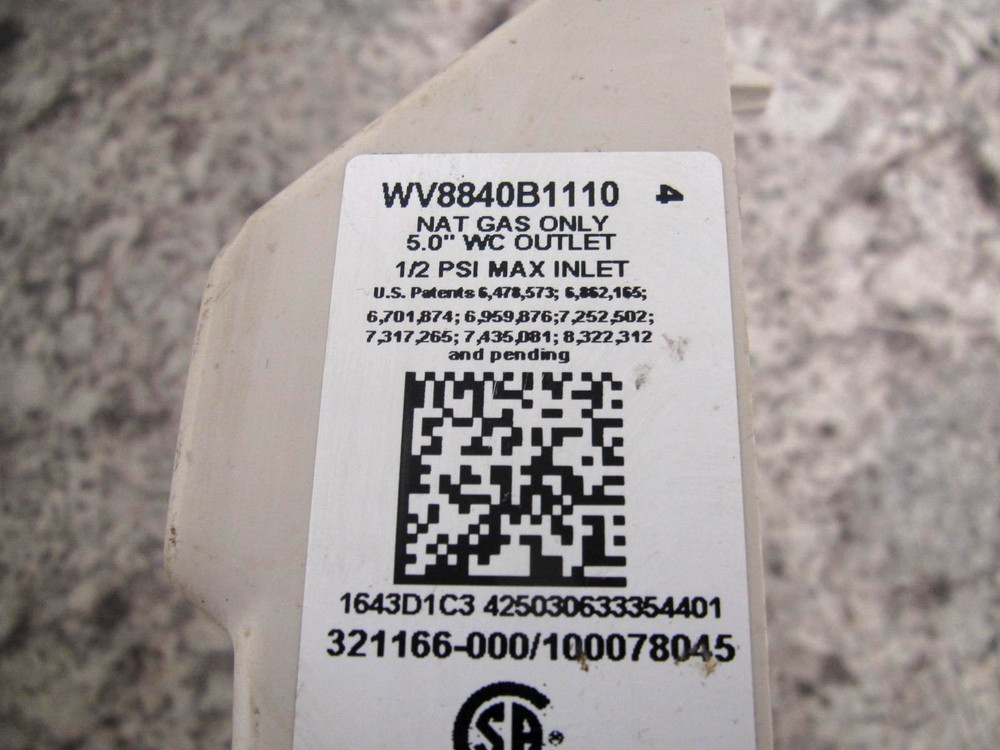 WV8840B1110 4
NAT GAS ONLY
5.0" WC OUTLET
1/2 PSI MAX INLET
U.S. Patents 6,478,573; 6,862,165;
6,701,874; 6,959,876;7,252,502;
7,317,265; 7,435,081; 8,322,312
and pending
1643D1C3 425030633354401
321166-000/100078045
SA®